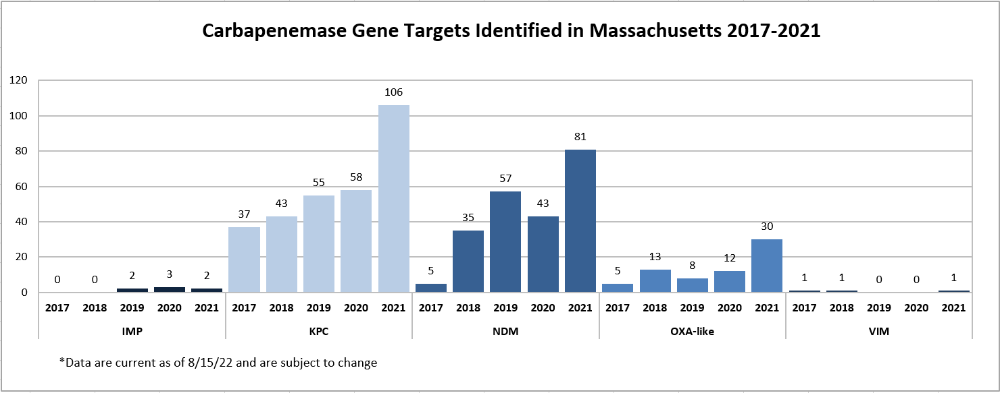 Carbapenemase Gene Targets Identified in Massachusetts 2017-2021
120
100
80
60
40
20
0
0 0 2 3 2 37 43 55 58 106 5 35 57 43 81 5 13 8 12 30 1 1 0 0 1
2017 2018 2019 2020 2021 2017 2018 2019 2020 2021 2017 2018 2019 2020 2021 2017 2018 2019 2020 2021 2017 2018 2019 2020 2021
IMP KPC NDM OXA-like VIM
*Data are current as of 8/15/22 and are subject to change